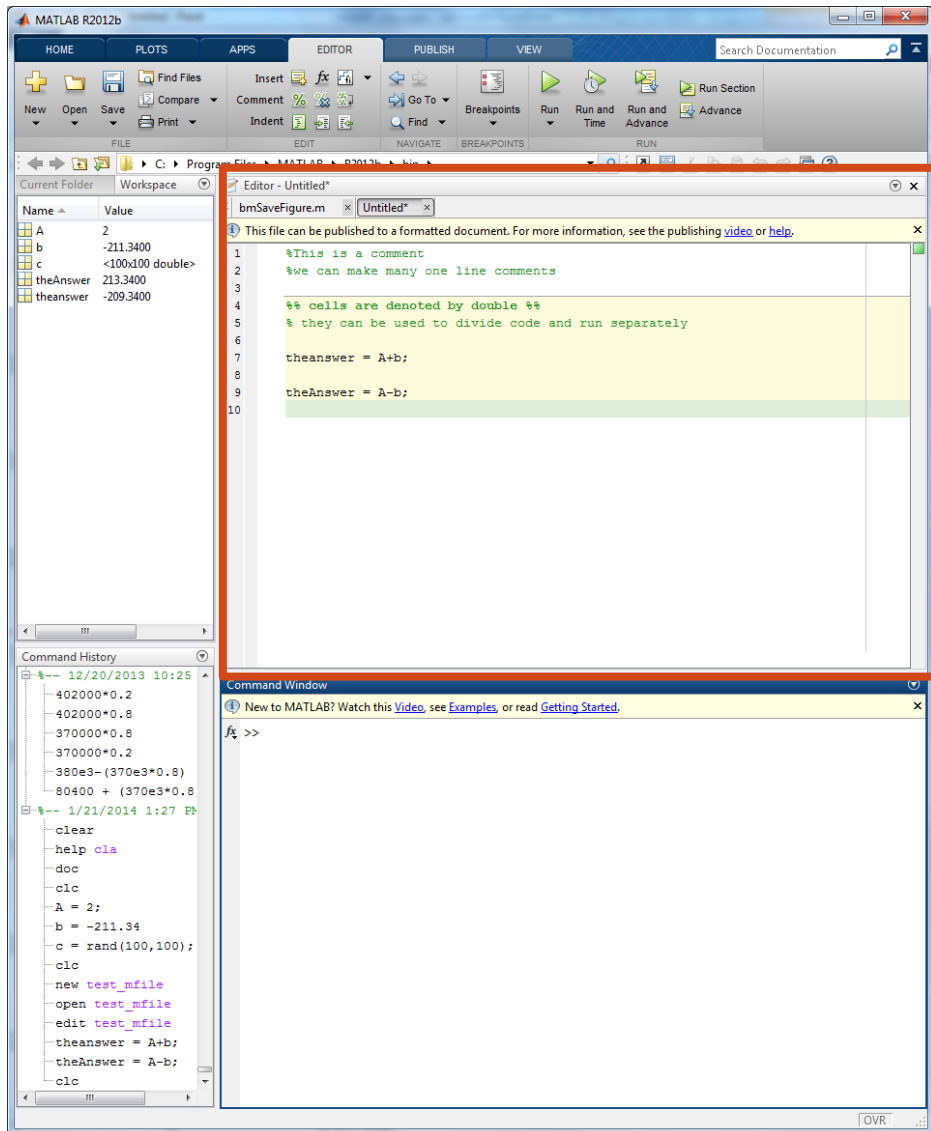 MATLAB R2012b
HOME PLOTS APPS EDITOR PUBLISH VIEW Search Documentation
New Open Save Find Files Compare Print
Insert fx
Comment
Indent
Go To
Find
Breakpoints
Run Run and Time Run and Advance Run Section Advance
FILE EDIT NAVIGATE BREAKPOINTS RUN
C: Program Files MATLAB R2012b bin
Current Folder Workspace
Name Value
A 2
b -211.3400
c <100x100 double>
theAnswer 213.3400
theanswer -209.3400
Editor - Untitled*
bmSaveFigure.m × Untitled* ×
This file can be published to a formatted document. For more information, see the publishing video or help.
1 %This is a comment
2 %we can make many one line comments
3
4 %% cells are denoted by double %%
5 % they can be used to divide code and run separately
6
7 theanswer = A+b;
8
9 theAnswer = A-b;
10
Command History
%-- 12/20/2013 10:25
402000*0.2
402000*0.8
370000*0.8
370000*0.2
380e3-(370e3*0.8)
80400 + (370e3*0.8
%-- 1/21/2014 1:27 PM
clear
help cla
doc
clc
A = 2;
b = -211.34
c = rand(100,100);
clc
new test_mfile
open test_mfile
edit test_mfile
theanswer = A+b;
theAnswer = A-b;
clc
Command Window
New to MATLAB? Watch this Video, see Examples, or read Getting Started.
fx >>
OVR